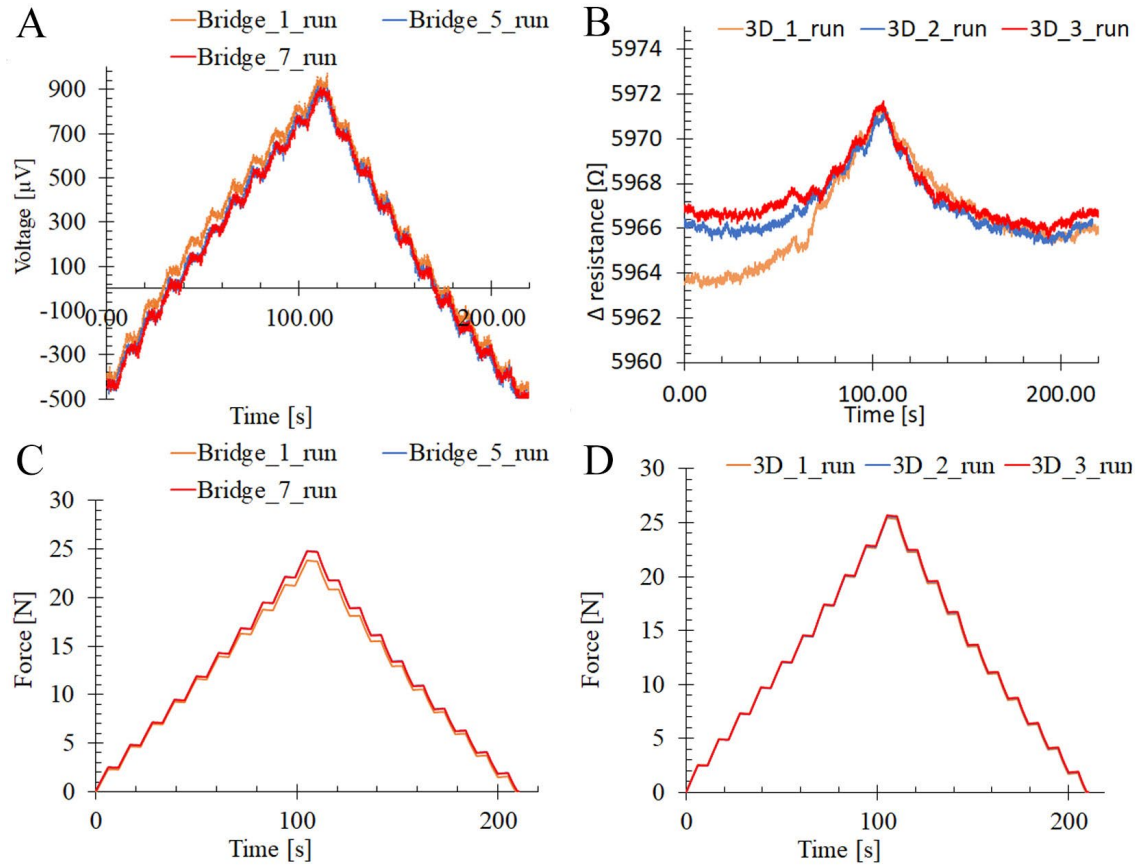 A
Bridge_1_run
Bridge_5_run
Bridge_7_run
900
700
500
300
100
-100
-300
-500
0.00
100.00
200.00
Voltage [µV]
Time [s]
B
3D_1_run
3D_2_run
3D_3_run
5974
5972
5970
5968
5966
5964
5962
5960
0.00
100.00
200.00
Δ resistance [Ω]
Time [s]
C
Bridge_1_run
Bridge_5_run
Bridge_7_run
30
25
20
15
10
5
0
0
100
200
Force [N]
Time [s]
D
3D_1_run
3D_2_run
3D_3_run
30
25
20
15
10
5
0
0
100
200
Force [N]
Time [s]